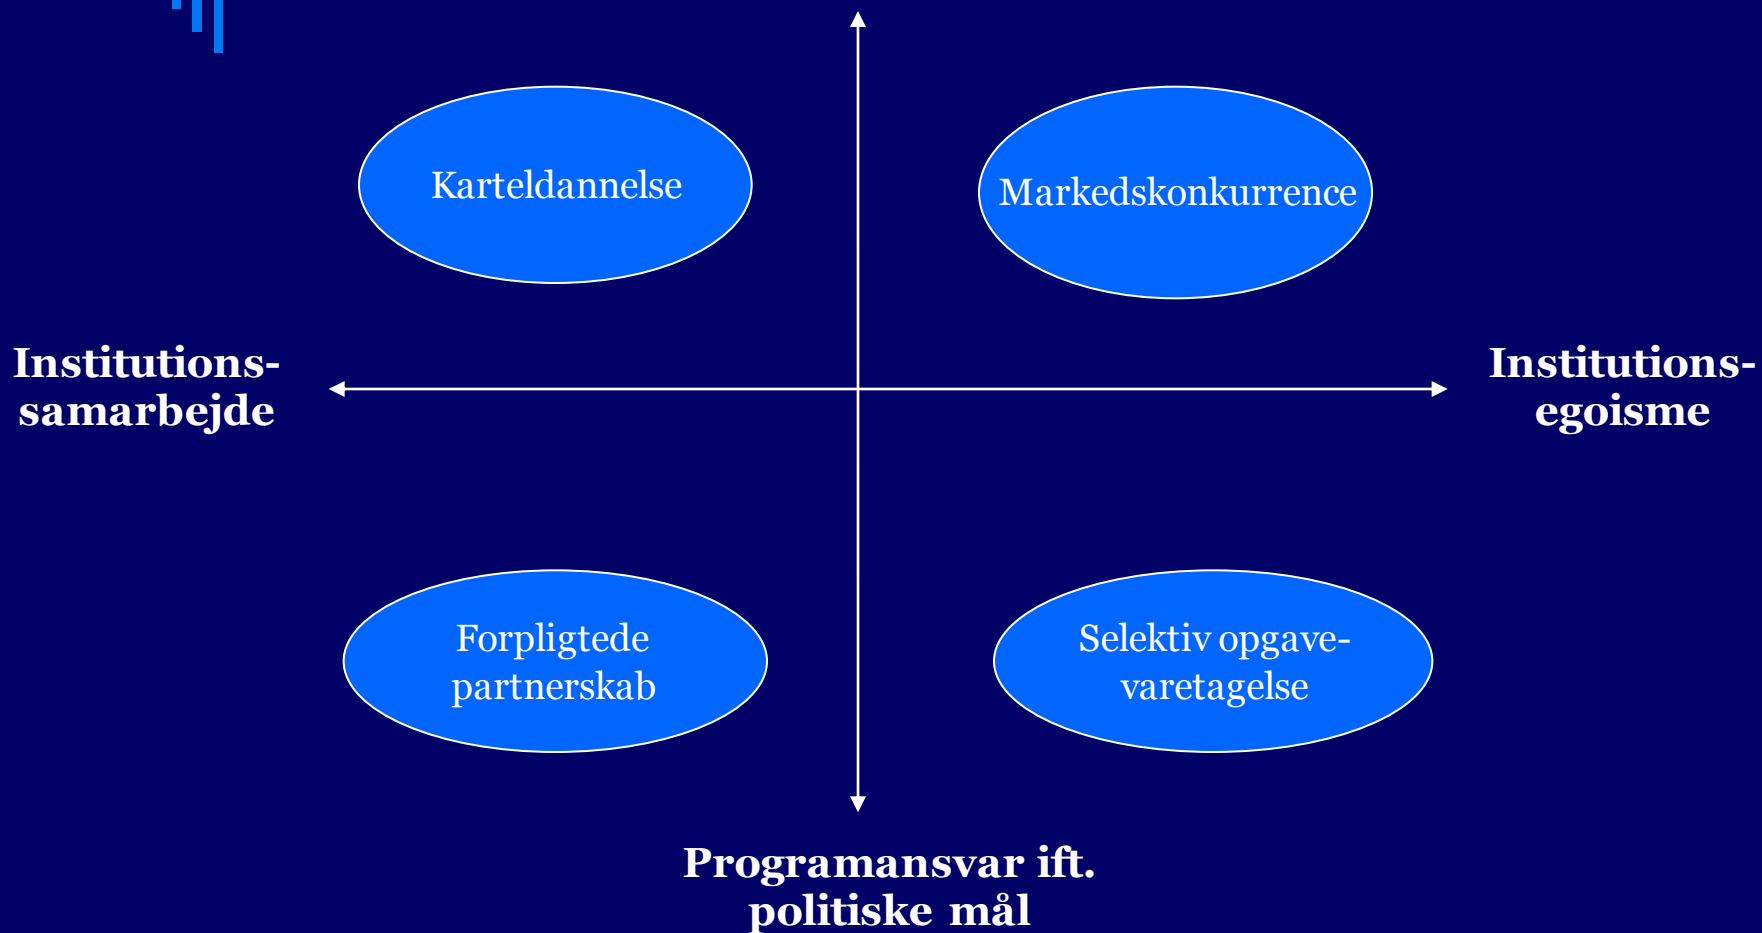 Karteldannelse
Markedskonkurrence
Institutions-
samarbejde
Institutions-
egoisme
Forpligtede
partnerskab
Selektiv opgave-
varetagelse
Programansvar ift.
politiske mål